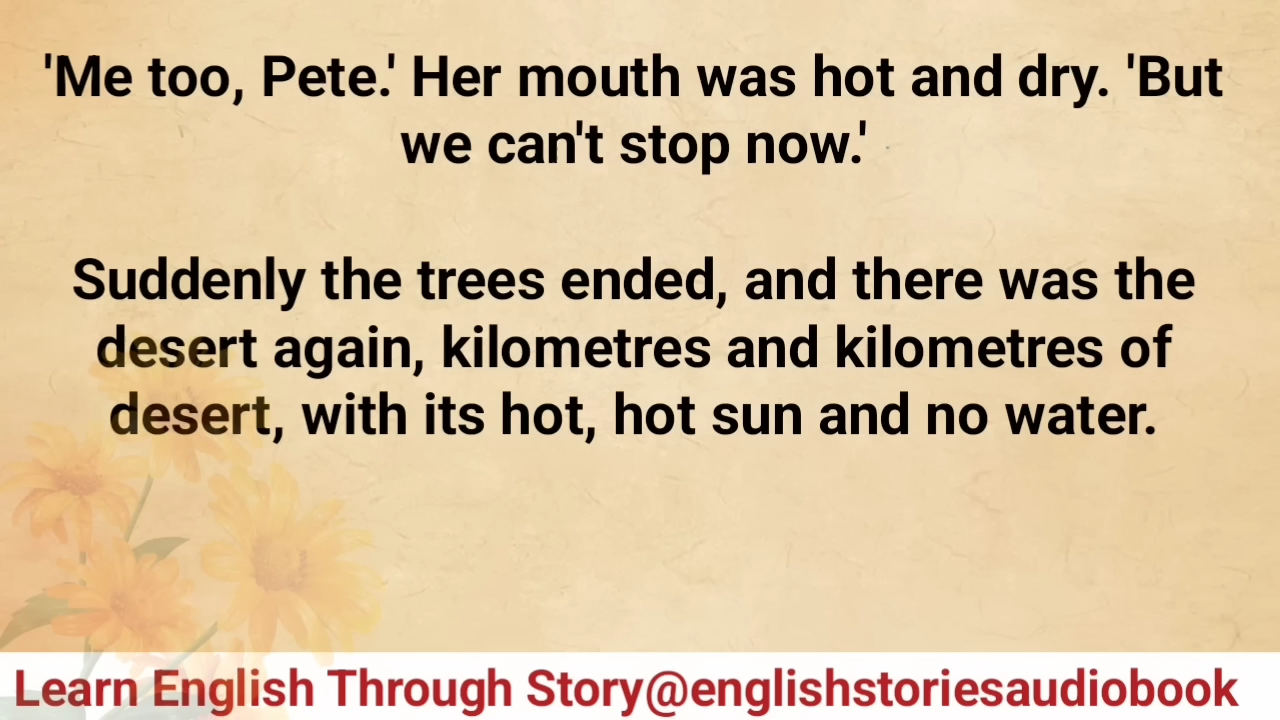 'Me too, Pete.' Her mouth was hot and dry. 'But
we can't stop now.'
Suddenly the trees ended, and there was the
desert again, kilometres and kilometres of
desert, with its hot, hot sun and no water.
Learn English Through Story@englishstoriesaudiobook